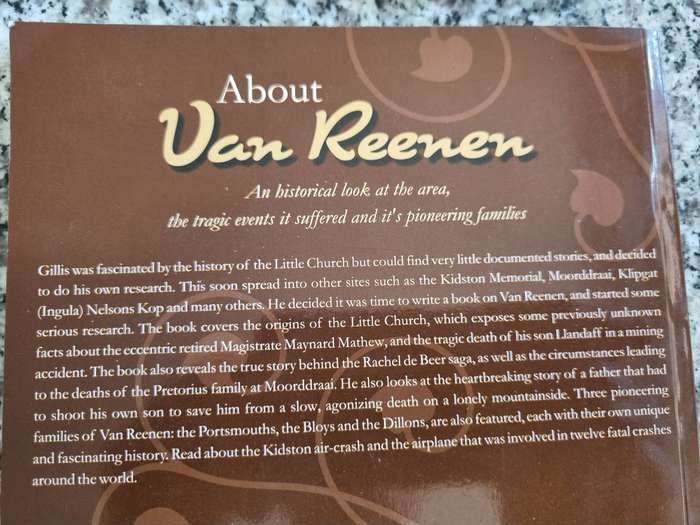 About
Van Reenen
An historical look at the area,
the tragic events it suffered and it's pioneering families
Gillis was fascinated by the history of the Little Church but could find very little documented stories, and decided
to do his own research. This soon spread into other sites such as the Kidston Memorial, Moorddraai, Klipgat
(Ingula) Nelsons Kop and many others. He decided it was time to write a book on Van Reenen, and started some
serious research. The book covers the origins of the Little Church, which exposes some previously unknown
facts about the eccentric retired Magistrate Maynard Mathew, and the tragic death of his son Llandaff in a mining
accident. The book also reveals the true story behind the Rachel de Beer saga, as well as the circumstances leading
to the deaths of the Pretorius family at Moorddraai. He also looks at the heartbreaking story of a father that had
to shoot his own son to save him from a slow, agonizing death on a lonely mountainside. Three pioneering
families of Van Reenen: the Portsmouths, the Bloys and the Dillons, are also featured, each with their own unique
and fascinating history. Read about the Kidston air-crash and the airplane that was involved in twelve fatal crashes
around the world.